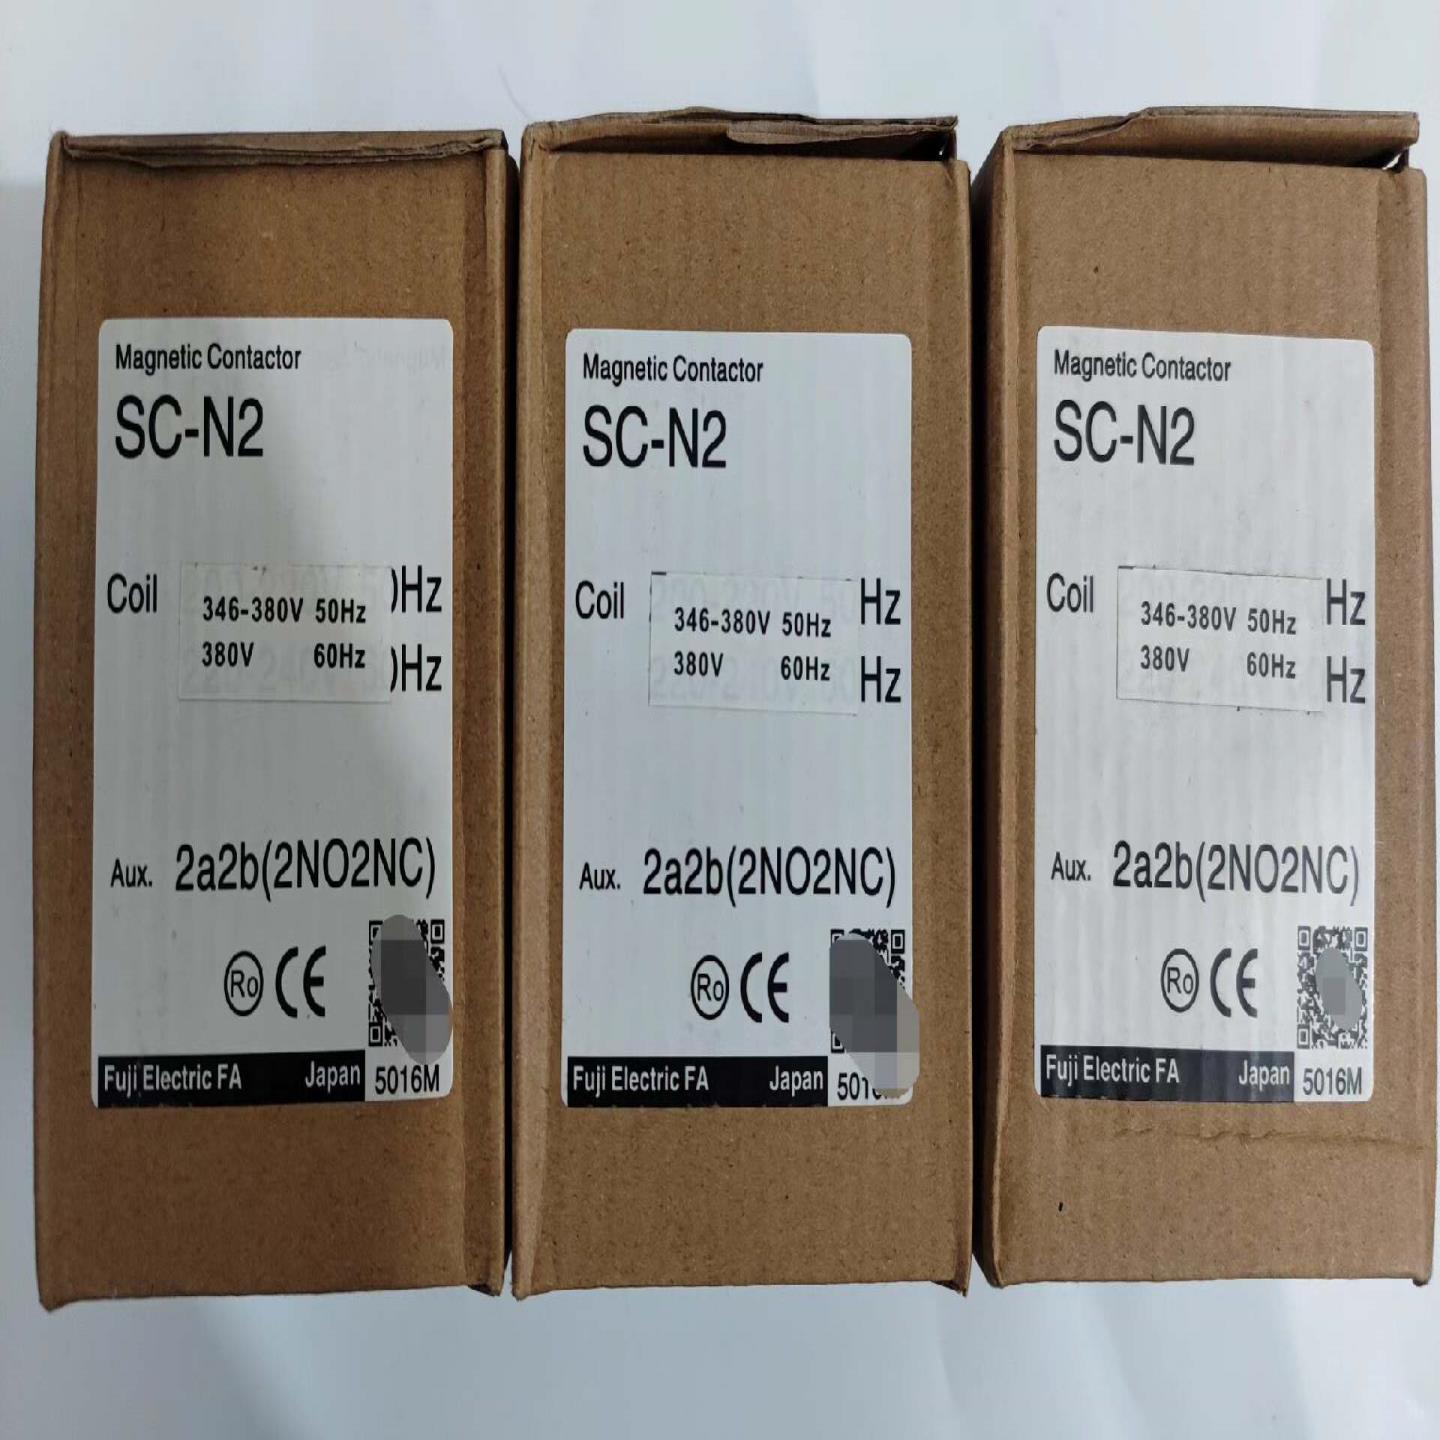 Magnetic Contactor
SC-N2
Coil
346-380V 50Hz
Hz
380V 60Hz
Hz
Aux. 2a2b(2NO2NC)
Ro CE
Fuji Electric FA Japan 5016M
Magnetic Contactor
SC-N2
Coil
346-380V 50Hz
Hz
380V 60Hz
Hz
Aux. 2a2b(2NO2NC)
Ro CE
Fuji Electric FA Japan
Magnetic Contactor
SC-N2
Coil
346-380V 50Hz
Hz
380V 60Hz
Hz
Aux. 2a2b(2NO2NC)
Ro CE
Fuji Electric FA Japan 5016M